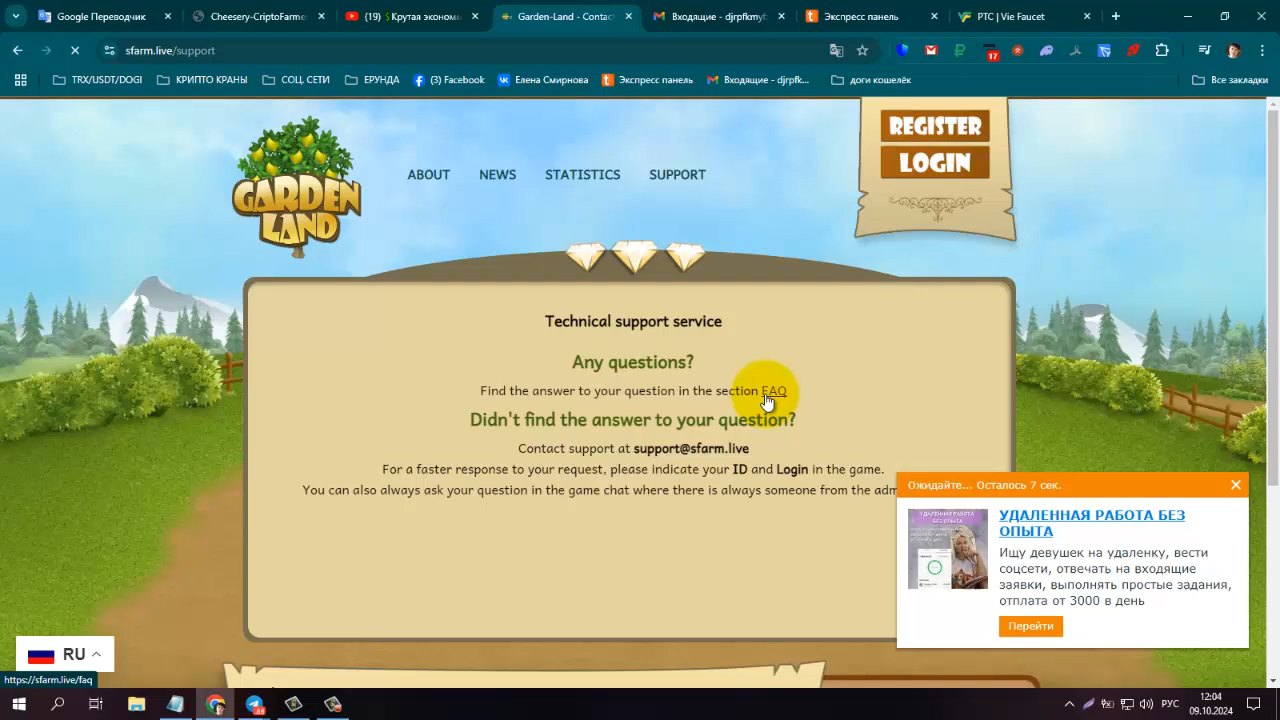 Google Переводчик
Cheesery-CriptoFarme
(19) $ Крутая эконом
Garden-Land - Contac
Входящие - djrpfkmyt
Экспресс панель
PTC | Vie Faucet
sfarm.live/support
17
TRX/USDT/DOGI
КРИПТО КРАНЫ
СОЦ. СЕТИ
ЕРУНДА
(3) Facebook
Елена Смирнова
Экспресс панель
Входящие - djrpfk...
доги кошелёк
Все закладки
GARDEN
LAND
ABOUT
NEWS
STATISTICS
SUPPORT
REGISTER
LOGIN
Technical support service
Any questions?
Find the answer to your question in the section FAQ
Didn't find the answer to your question?
Contact support at support@sfarm.live
For a faster response to your request, please indicate your ID and Login in the game.
You can also always ask your question in the game chat where there is always someone from the adm
Ожидайте... Осталось 7 сек.
УДАЛЕННАЯ РАБОТА БЕЗ
ОПЫТА
Ищу девушек на удаленку, вести
соцсети, отвечать на входящие
заявки, выполнять простые задания,
отплата от 3000 в день
Перейти
RU
https://sfarm.live/faq
РУС
12:04
09.10.2024